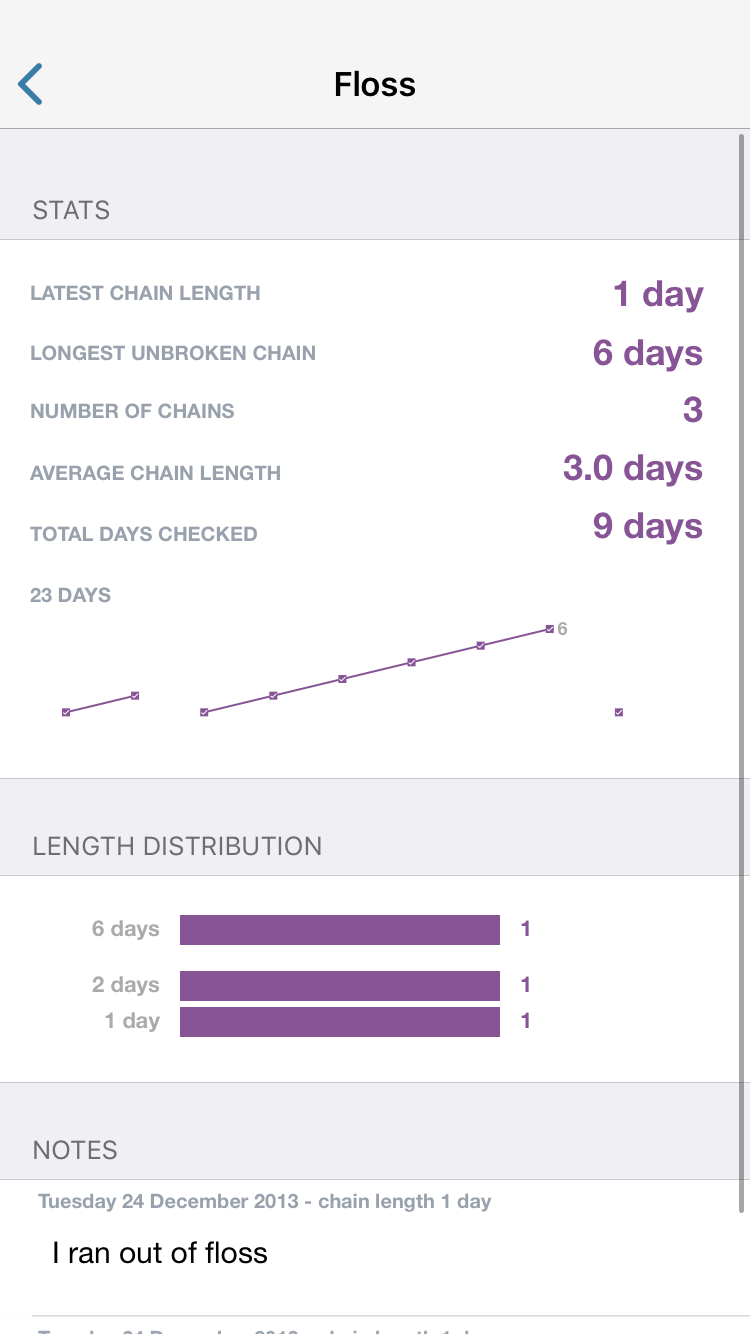 Floss
STATS
LATEST CHAIN LENGTH 1 day
LONGEST UNBROKEN CHAIN 6 days
NUMBER OF CHAINS 3
AVERAGE CHAIN LENGTH 3.0 days
TOTAL DAYS CHECKED 9 days
23 DAYS
6
LENGTH DISTRIBUTION
6 days 1
2 days 1
1 day 1
NOTES
Tuesday 24 December 2013 - chain length 1 day
I ran out of floss